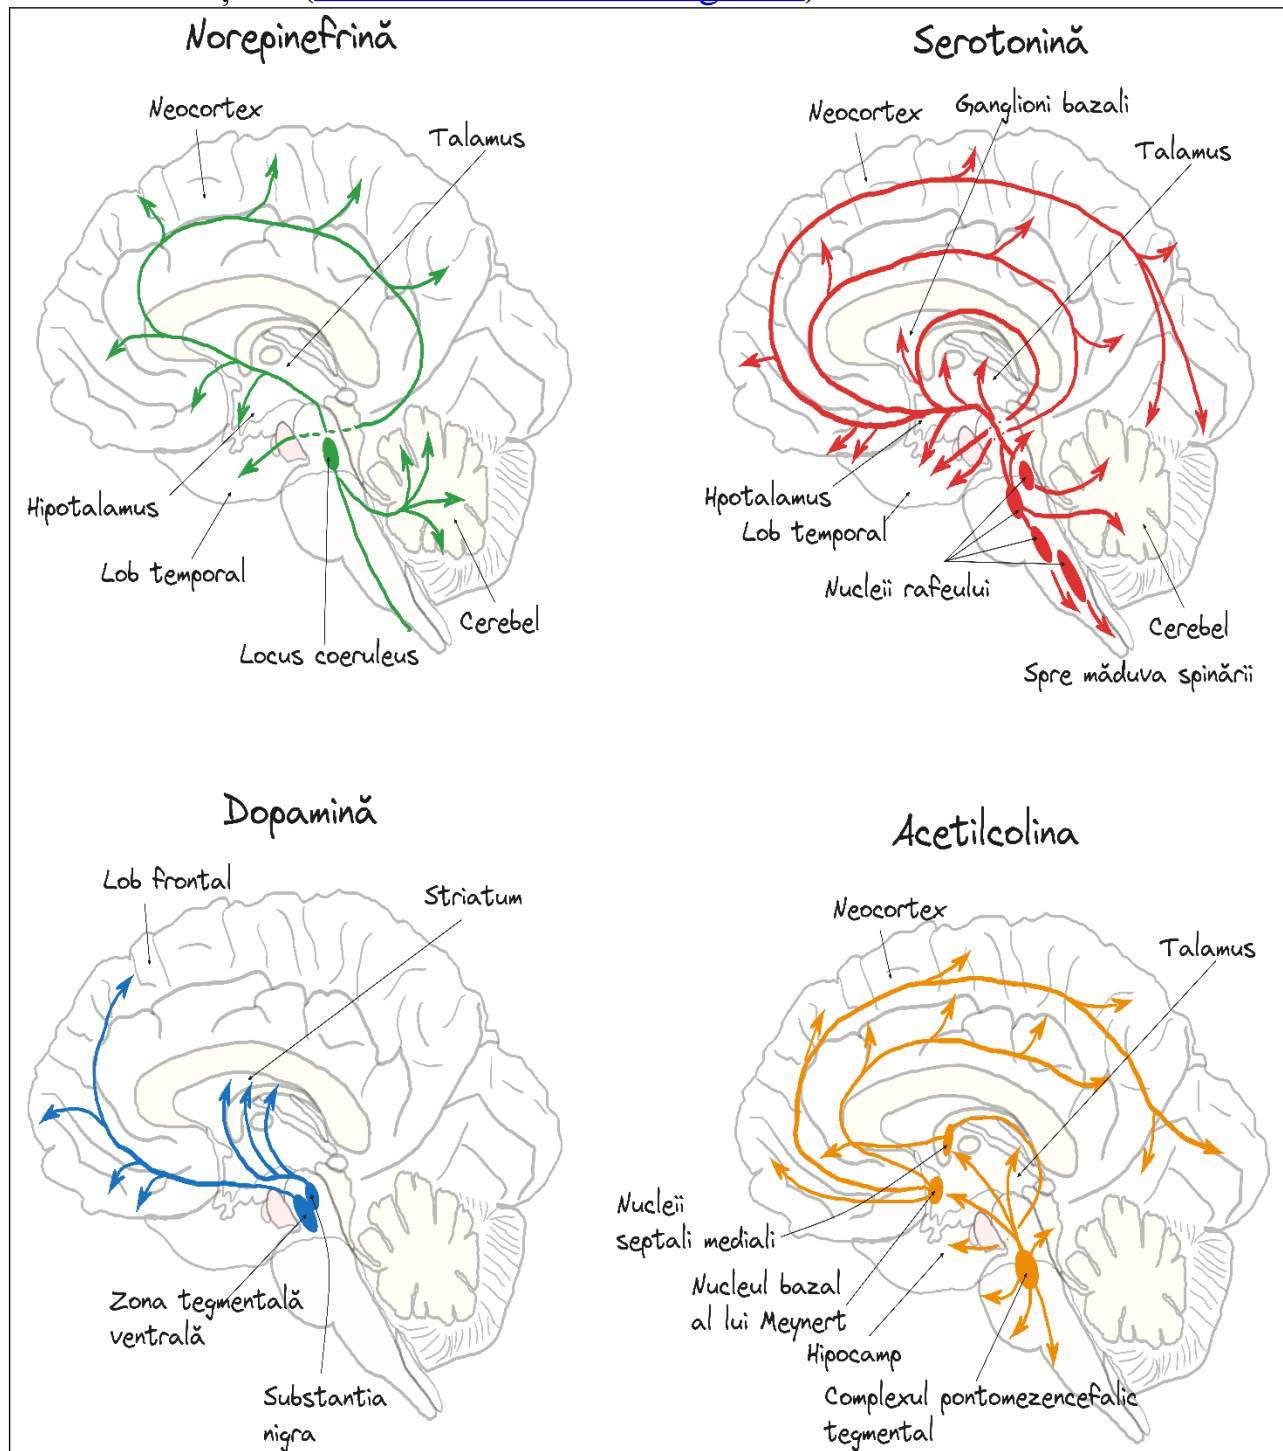 Norepinefrină
Neocortex
Talamus
Hipotalamus
Lob temporal
Cerebel
Locus coeruleus
Serotonină
Ganglioni bazali
Neocortex
Talamus
Hpotalamus
Lob temporal
Nucleii rafeului
Cerebel
Spre măduva spinării
Dopamină
Lob frontal
Striatum
Zona tegmentală
ventrală
Substantia
nigra
Acetilcolina
Neocortex
Talamus
Nucleii
septali mediali
Nucleul bazal
al lui Meynert
Hipocamp
Complexul pontomezencefalic
tegmental